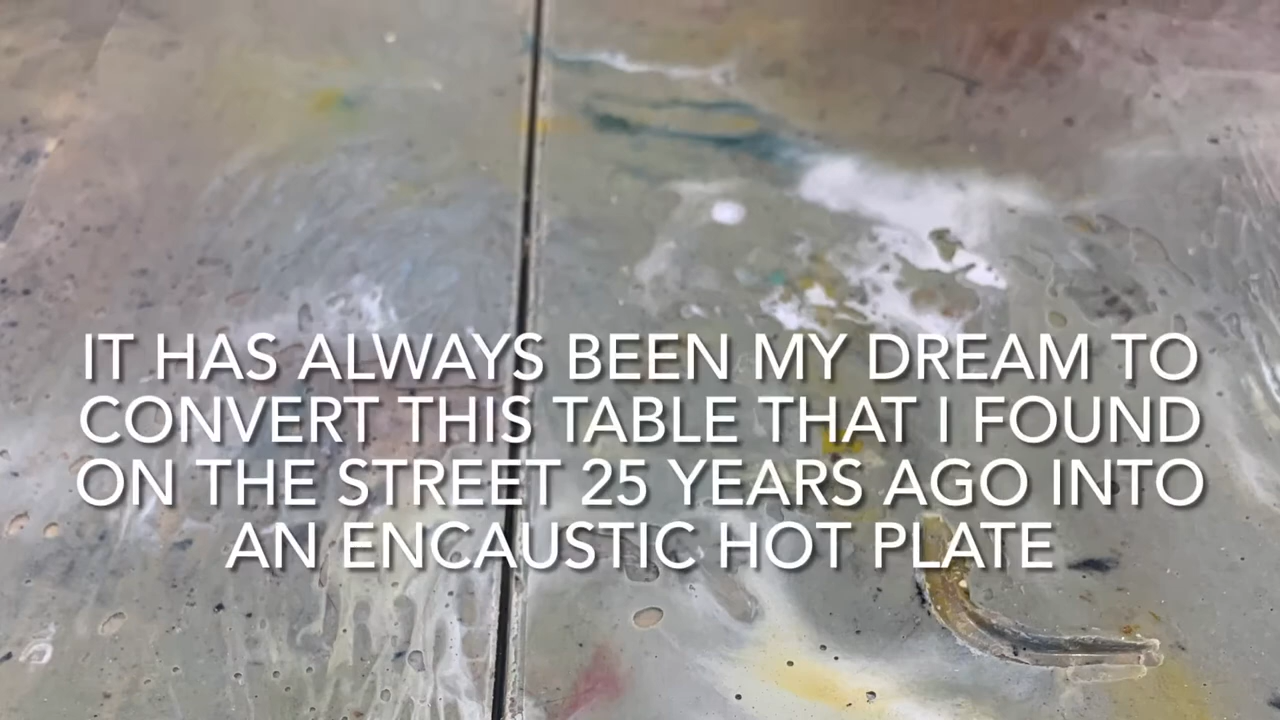 IT HAS ALWAYS BEEN MY DREAM TO
CONVERT THIS TABLE THAT I FOUND
ON THE STREET 25 YEARS AGO INTO
AN ENCAUSTIC HOT PLATE